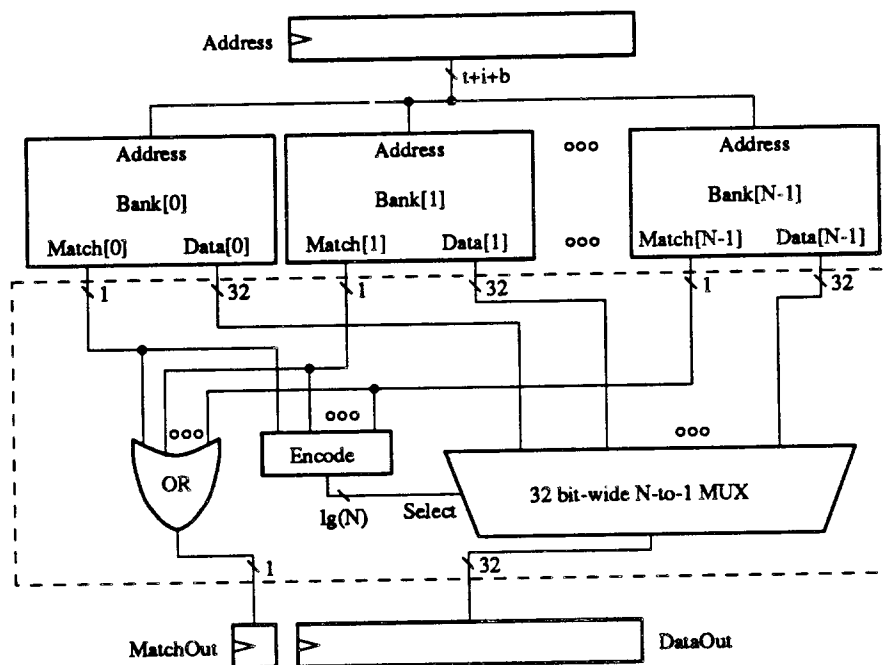 Address
t+i+b
Address Address ooo Address
Bank[0] Bank[1] Bank[N-1]
Match[0] Data[0] Match[1] Data[1] ooo Match[N-1] Data[N-1]
1 32 1 32 1 32
ooo ooo ooo
OR Encode 32 bit-wide N-to-1 MUX
lg(N) Select
1 32
MatchOut DataOut